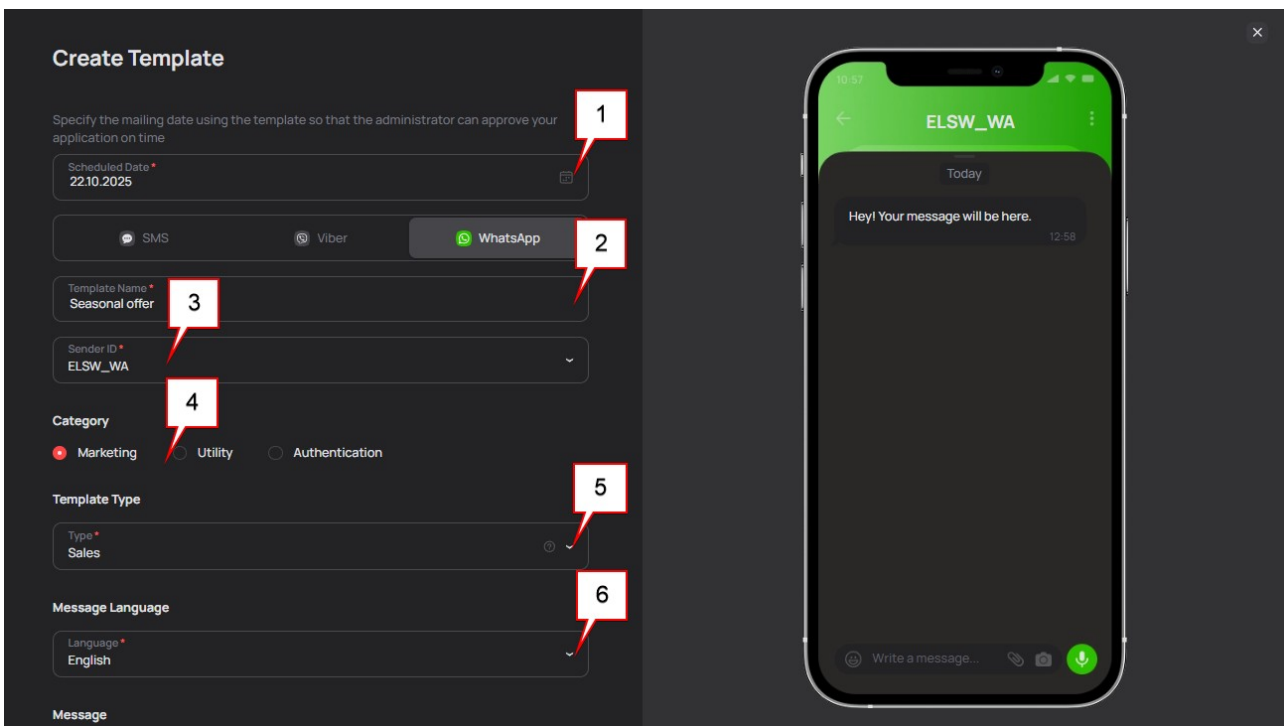 Create Template
1
Specify the mailing date using the template so that the administrator can approve your
application on time
Scheduled Date *
22.10.2025
SMS
Viber
WhatsApp
2
Template Name *
Seasonal offer
3
Sender ID *
ELSW_WA
4
Category
Marketing
Utility
Authentication
5
Template Type
Type *
Sales
6
Message Language
Language *
English
Message
10:57
ELSW_WA
Today
Hey! Your message will be here.
12:58
Write a message...